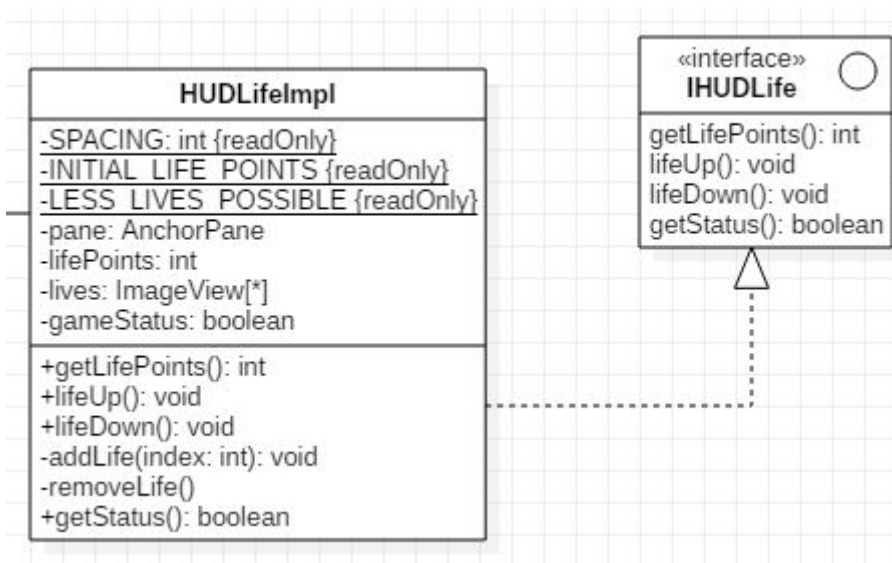 HUDLifeImpl
-SPACING: int {readOnly}
-INITIAL_LIFE_POINTS {readOnly}
-LESS_LIVES_POSSIBLE {readOnly}
-pane: AnchorPane
-lifePoints: int
-lives: ImageView[*]
-gameStatus: boolean
+getLifePoints(): int
+lifeUp(): void
+lifeDown(): void
-addLife(index: int): void
-removeLife()
+getStatus(): boolean
«interface»
IHUDLife
getLifePoints(): int
lifeUp(): void
lifeDown(): void
getStatus(): boolean